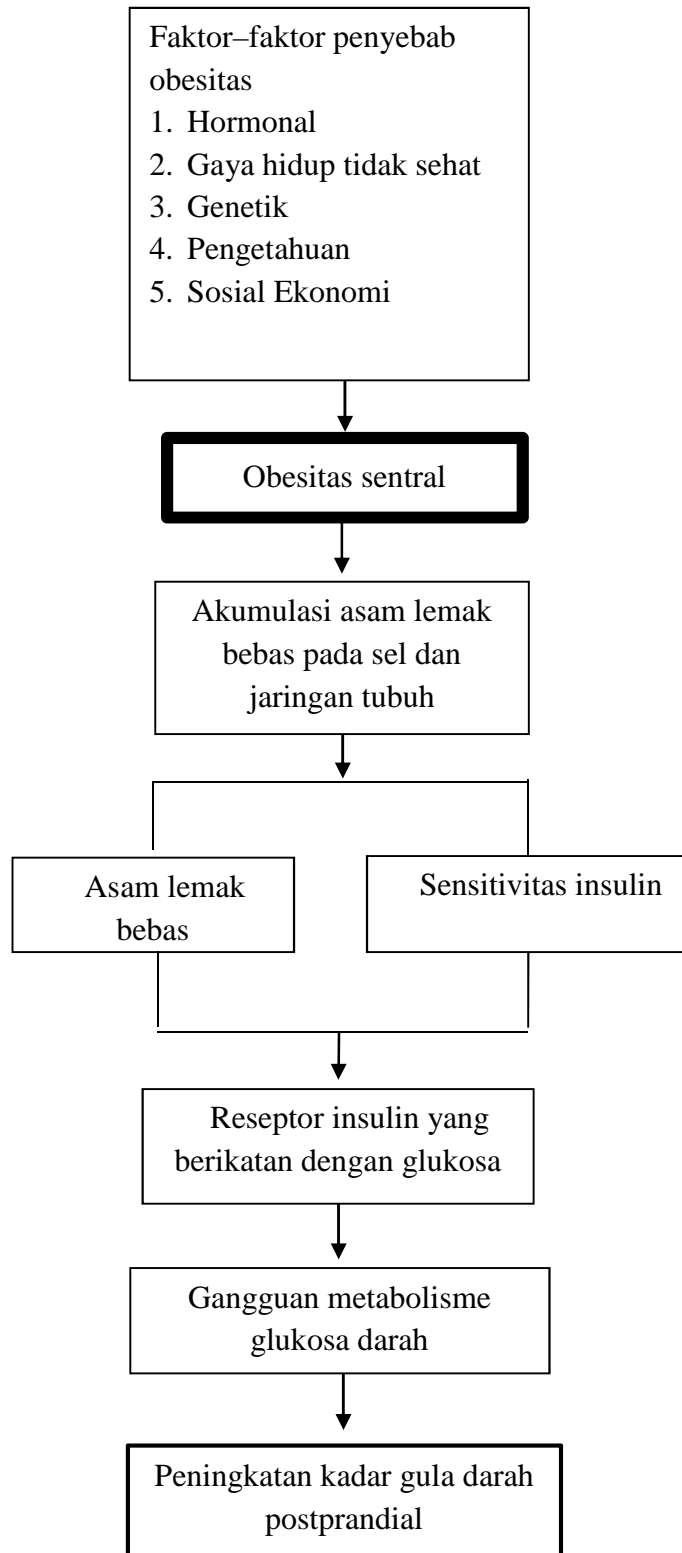 Faktor–faktor penyebab
obesitas
1. Hormonal
2. Gaya hidup tidak sehat
3. Genetik
4. Pengetahuan
5. Sosial Ekonomi
Obesitas sentral
Akumulasi asam lemak
bebas pada sel dan
jaringan tubuh
Asam lemak
bebas
Sensitivitas insulin
Reseptor insulin yang
berikatan dengan glukosa
Gangguan metabolisme
glukosa darah
Peningkatan kadar gula darah
postprandial